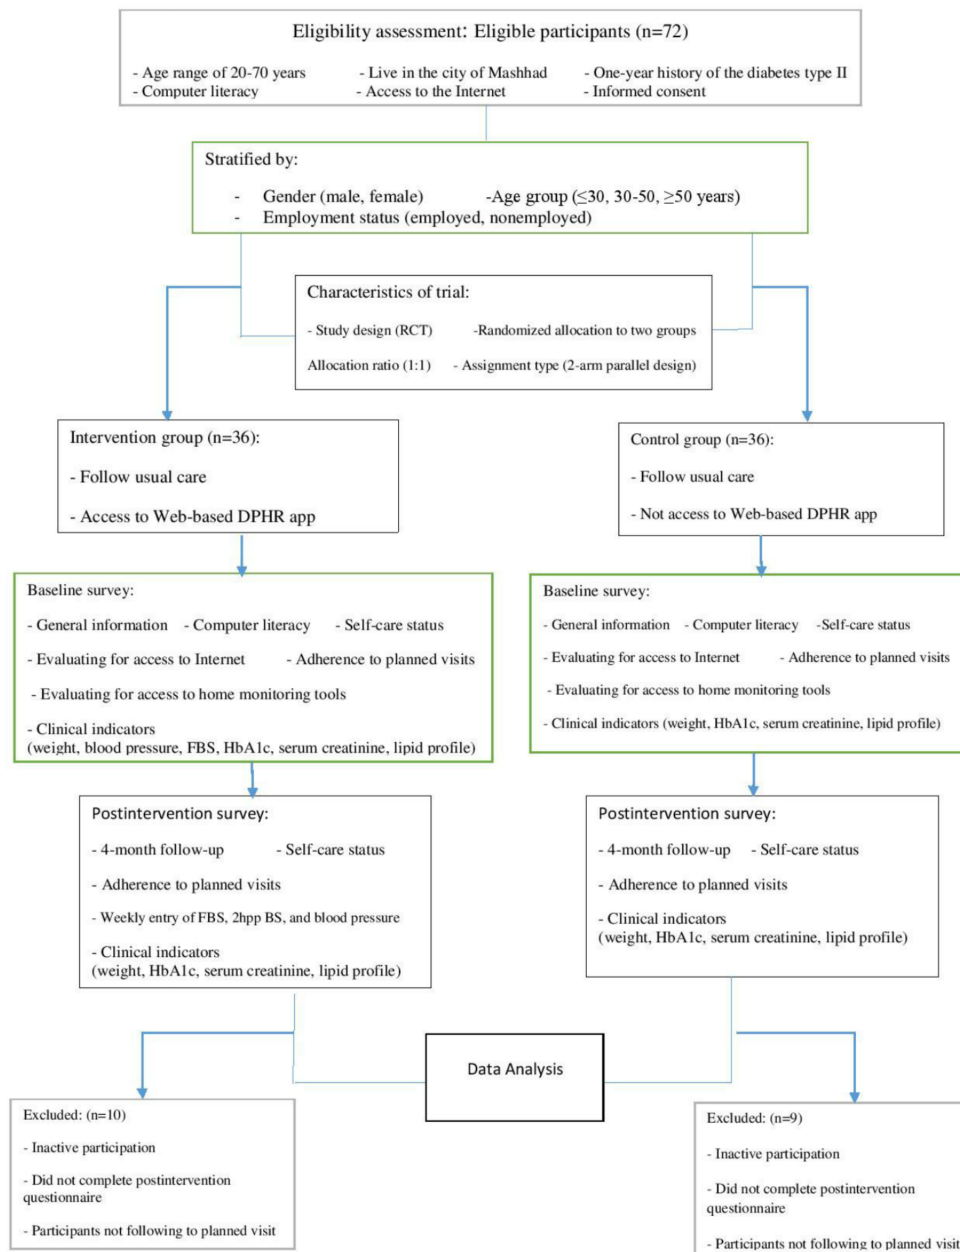 Eligibility assessment: Eligible participants (n=72)
- Age range of 20-70 years - Live in the city of Mashhad - One-year history of the diabetes type II
- Computer literacy - Access to the Internet - Informed consent
Stratified by:
- Gender (male, female) -Age group (≤30, 30-50, ≥50 years)
- Employment status (employed, nonemployed)
Characteristics of trial:
- Study design (RCT) -Randomized allocation to two groups
Allocation ratio (1:1) - Assignment type (2-arm parallel design)
Intervention group (n=36):
- Follow usual care
- Access to Web-based DPHR app
Control group (n=36):
- Follow usual care
- Not access to Web-based DPHR app
Baseline survey:
- General information - Computer literacy - Self-care status
- Evaluating for access to Internet - Adherence to planned visits
- Evaluating for access to home monitoring tools
- Clinical indicators
(weight, blood pressure, FBS, HbA1c, serum creatinine, lipid profile)
Baseline survey:
- General information - Computer literacy -Self-care status
- Evaluating for access to Internet - Adherence to planned visits
- Evaluating for access to home monitoring tools
- Clinical indicators (weight, HbA1c, serum creatinine, lipid profile)
Postintervention survey:
- 4-month follow-up - Self-care status
- Adherence to planned visits
- Weekly entry of FBS, 2hpp BS, and blood pressure
- Clinical indicators
(weight, HbA1c, serum creatinine, lipid profile)
Postintervention survey:
- 4-month follow-up - Self-care status
- Adherence to planned visits
- Clinical indicators
(weight, HbA1c, serum creatinine, lipid profile)
Data Analysis
Excluded: (n=10)
- Inactive participation
- Did not complete postintervention
questionnaire
- Participants not following to planned visit
Excluded: (n=9)
- Inactive participation
- Did not complete postintervention
questionnaire
- Participants not following to planned visit